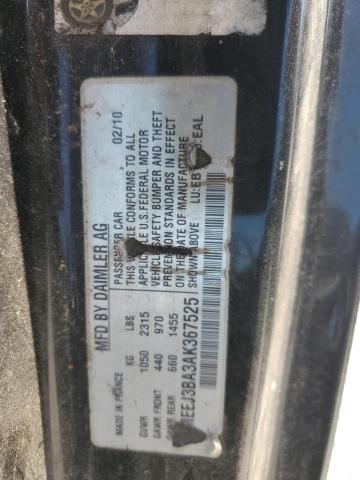 MFD BY DAIMLER AG
PASSENGER CAR 02/10
THIS VEHICLE CONFORMS TO ALL
APPLICABLE U.S. FEDERAL MOTOR
VEHICLE SAFETY BUMPER AND THEFT
PREVENTION STANDARDS IN EFFECT
ON THE DATE OF MANUFACTURE
SHOWN ABOVE
MADE IN FRANCE KG LBS
GVWR 1050 2315
GAWR FRONT 440 970
GAWR REAR 660 1455
MEEJ3BA3AK367525